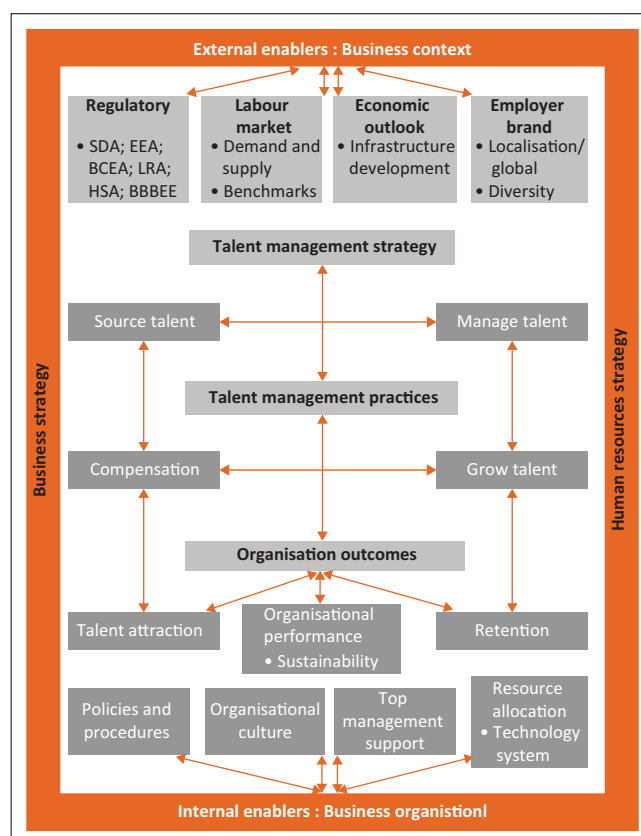 External enablers : Business context
Regulatory
• SDA; EEA;
BCEA; LRA;
HSA; BBBEE
Labour
market
• Demand and
supply
• Benchmarks
Economic
outlook
• Infrastructure
development
Employer
brand
• Localisation/
global
• Diversity
Talent management strategy
Source talent
Manage talent
Talent management practices
Business strategy
Human resources strategy
Compensation
Grow talent
Organisation outcomes
Talent attraction
Organisational
performance
• Sustainability
Retention
Policies and
procedures
Organisational
culture
Top
management
support
Resource
allocation
• Technology
system
Internal enablers : Business organistionl